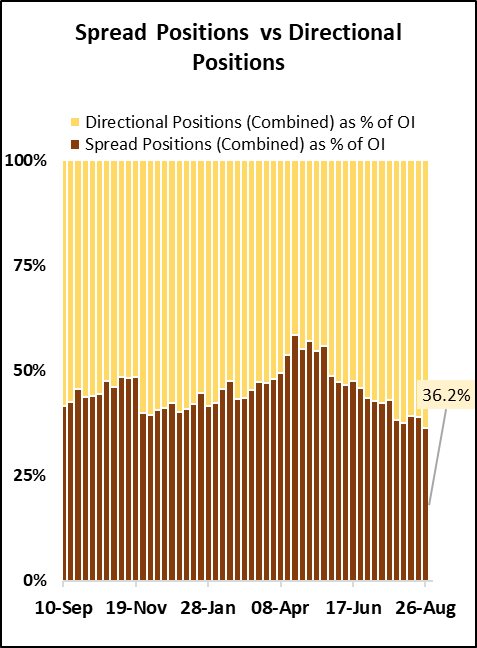 Spread Positions vs Directional
Positions
Directional Positions (Combined) as % of OI
Spread Positions (Combined) as % of OI
100%
75%
50%
36.2%
25%
0%
10-Sep 19-Nov 28-Jan 08-Apr 17-Jun 26-Aug